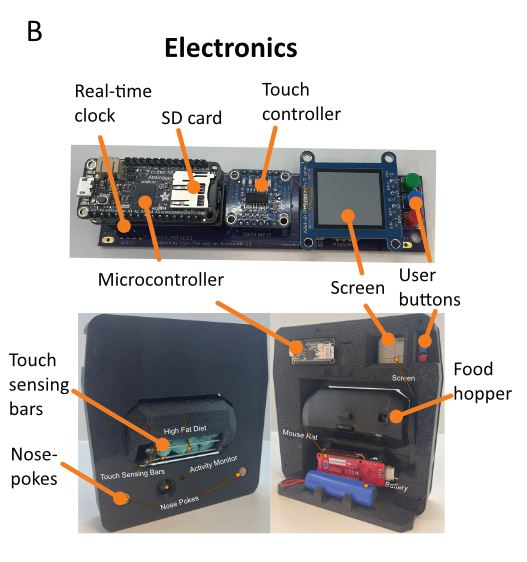 B
Electronics
Real-time
clock
SD card
Touch
controller
Microcontroller
Screen
User
buttons
Touch
sensing
bars
Food
hopper
Nose-
pokes
Screen
High Fat Diet
Mouse Rat
Touch Sensing Bars
Activity Monitor
Battery
Nose Pokes